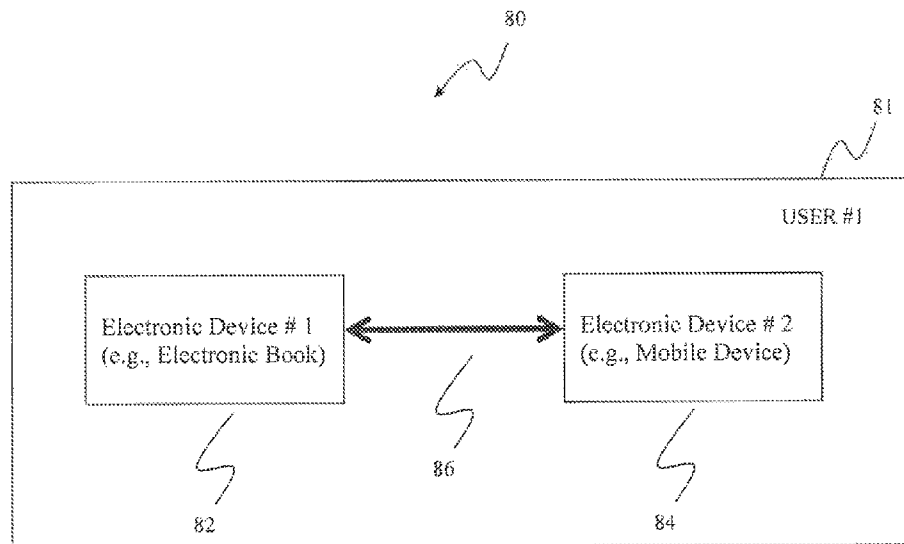 80
81
USER #1
Electronic Device # 1
(e.g., Electronic Book)
Electronic Device # 2
(e.g., Mobile Device)
86
82
84